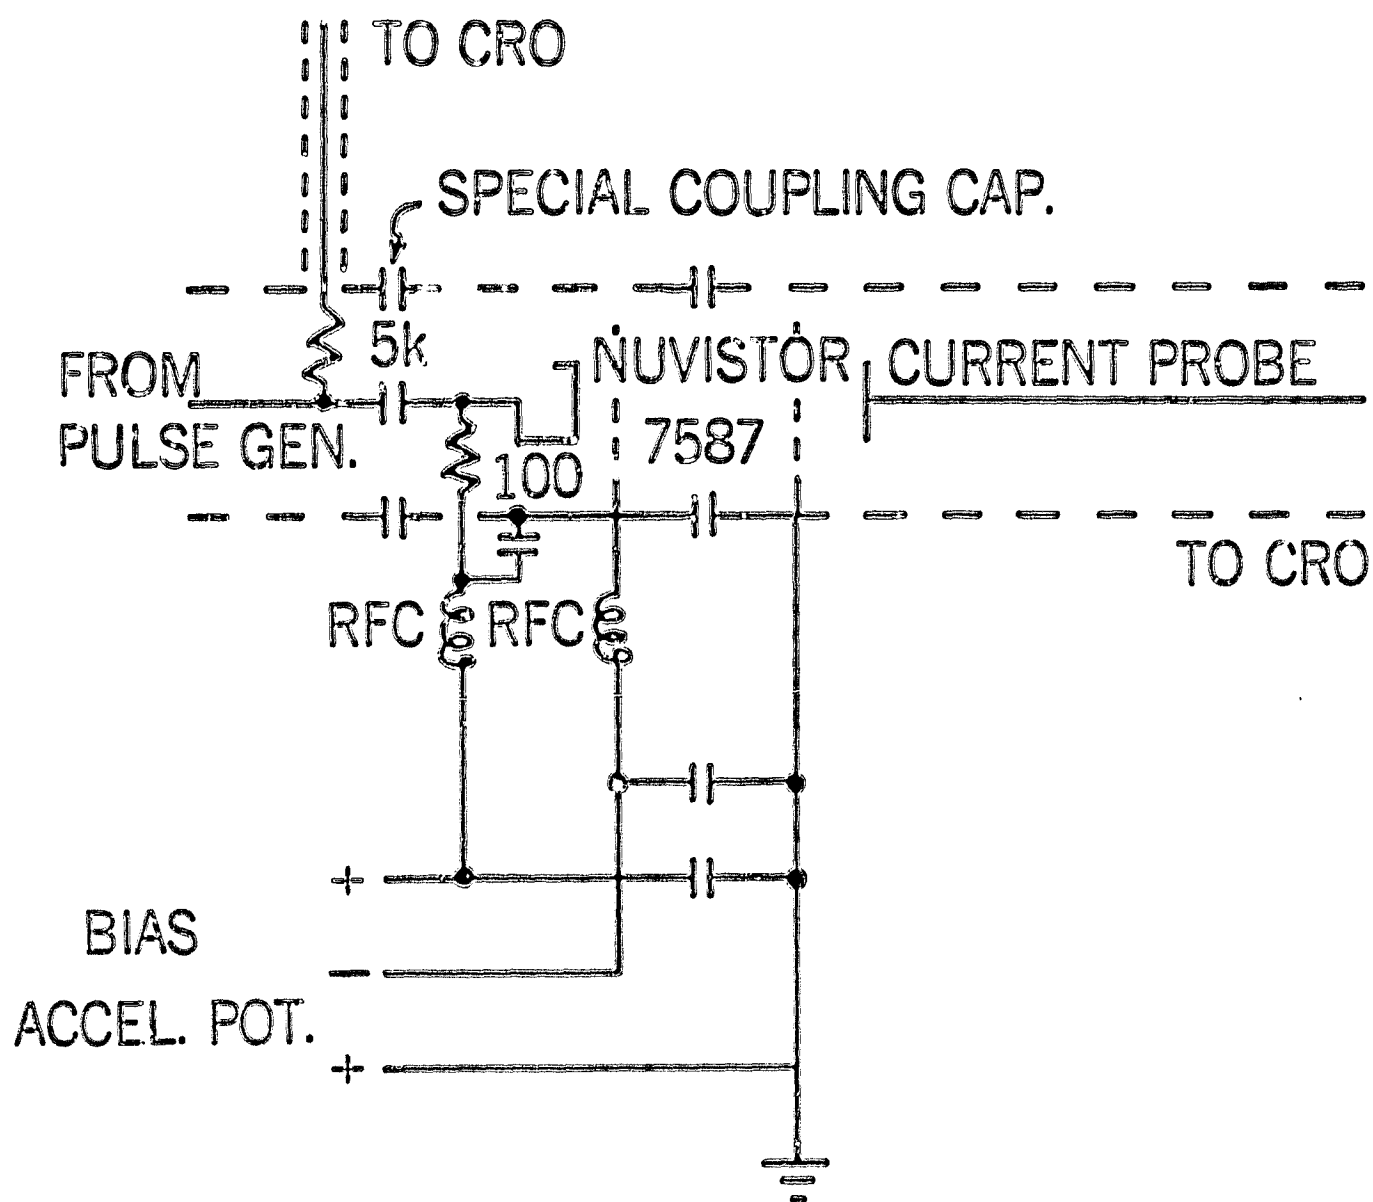 TO CRO
SPECIAL COUPLING CAP.
5k
NUVISTOR
CURRENT PROBE
FROM
PULSE GEN.
7587
100
TO CRO
RFC
RFC
+
BIAS
−
ACCEL. POT.
+